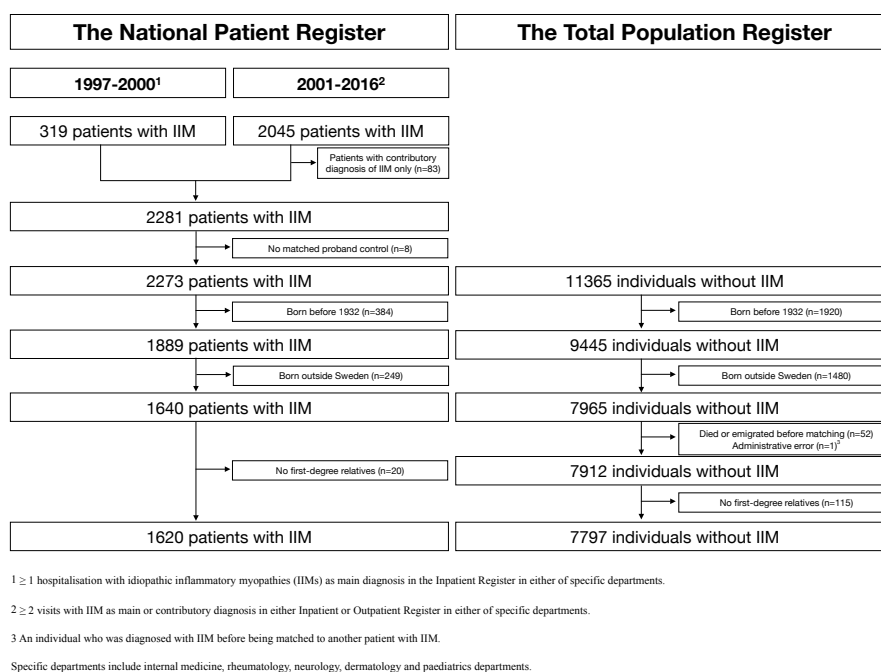 The National Patient Register
The Total Population Register
1997-2000¹
2001-2016²
319 patients with IIM
2045 patients with IIM
Patients with contributory
diagnosis of IIM only (n=83)
2281 patients with IIM
No matched proband control (n=8)
2273 patients with IIM
11365 individuals without IIM
Born before 1932 (n=384)
Born before 1932 (n=1920)
1889 patients with IIM
9445 individuals without IIM
Born outside Sweden (n=249)
Born outside Sweden (n=1480)
1640 patients with IIM
7965 individuals without IIM
Died or emigrated before matching (n=52)
Administrative error (n=1)³
7912 individuals without IIM
No first-degree relatives (n=20)
No first-degree relatives (n=115)
1620 patients with IIM
7797 individuals without IIM
1 ≥ 1 hospitalisation with idiopathic inflammatory myopathies (IIMs) as main diagnosis in the Inpatient Register in either of specific departments.
2 ≥ 2 visits with IIM as main or contributory diagnosis in either Inpatient or Outpatient Register in either of specific departments.
3 An individual who was diagnosed with IIM before being matched to another patient with IIM.
Specific departments include internal medicine, rheumatology, neurology, dermatology and paediatrics departments.